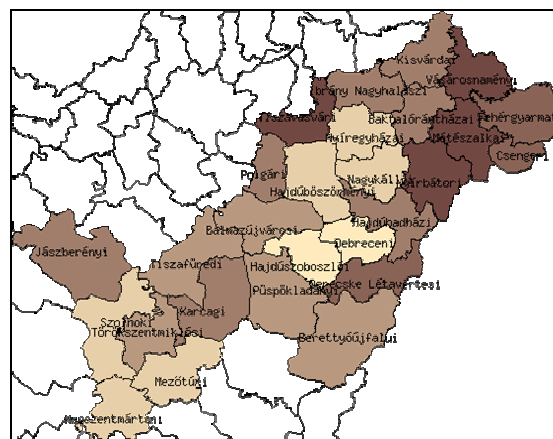 Kisvárdai
Vásárosnaményi
Ibrány Nagyhalászi
Fehérgyarmati
Tiszavasvári
Baktalórántházai
Nyíregyházai
Mátészalkai
Csengeri
Polgári
Nagykállói
Nyírbátori
Hajdúböszörményi
Hajdúhadházi
Balmazújvárosi
Debreceni
Jászberényi
Tiszafüredi
Hajdúszoboszlói
Derecske Létavértesi
Püspökladányi
Karcagi
Szolnoki
Törökszentmiklósi
Berettyóújfalui
Mezőtúri
Kunszentmártoni